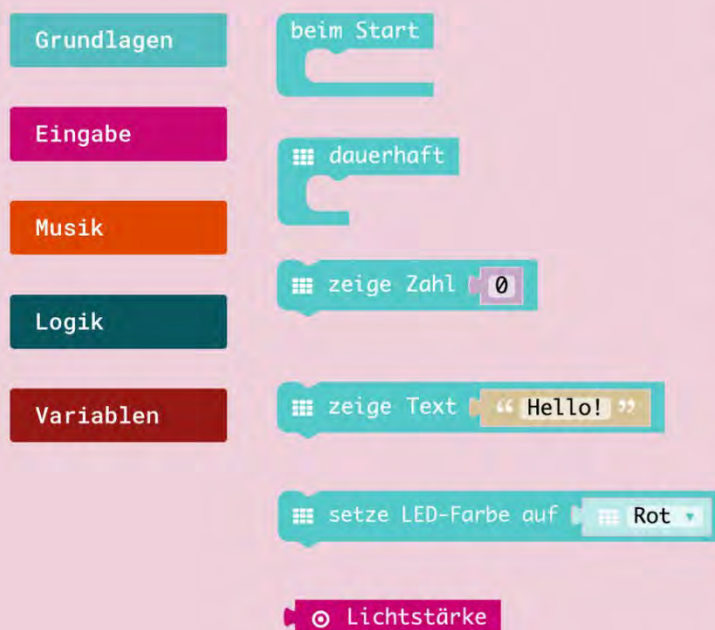 Grundlagen
Eingabe
Musik
Logik
Variablen
beim Start
dauerhaft
zeige Zahl 0
zeige Text “ Hello! ”
setze LED-Farbe auf Rot
Lichtstärke